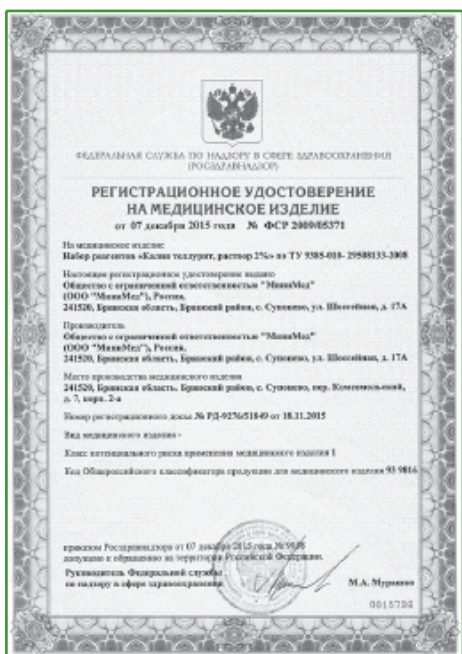 ФЕДЕРАЛЬНАЯ СЛУЖБА ПО НАДЗОРУ В СФЕРЕ ЗДРАВООХРАНЕНИЯ
(РОСЗДРАВНАДЗОР)
РЕГИСТРАЦИОННОЕ УДОСТОВЕРЕНИЕ
НА МЕДИЦИНСКОЕ ИЗДЕЛИЕ
от 07 декабря 2015 года № ФСР 2009/05371
На медицинское изделие
Набор реагентов «Калия теллурит, раствор 2%» по ТУ 9385-010-29508133-2008
Настоящее регистрационное удостоверение выдано
Общество с ограниченной ответственностью "МиниМед"
(ООО "МиниМед"), Россия,
241520, Брянская область, Брянский район, с. Супонево, ул. Шоссейная, д. 17А
Производитель
Общество с ограниченной ответственностью "МиниМед"
(ООО "МиниМед"), Россия,
241520, Брянская область, Брянский район, с. Супонево, ул. Шоссейная, д. 17А
Место производства медицинского изделия
241520, Брянская область, Брянский район, с. Супонево, пер. Комсомольский,
д. 7, корп. 2-а
Номер регистрационного досье № РД-9276/51849 от 18.11.2015
Вид медицинского изделия -
Класс потенциального риска применения медицинского изделия 1
Код Общероссийского классификатора продукции для медицинского изделия 93 9816
приказом Росздравнадзора от 07 декабря 2015 года №
допущено к обращению на территории Российской Федерации.
Руководитель Федеральной службы
по надзору в сфере здравоохранения
М.А. Мурашко